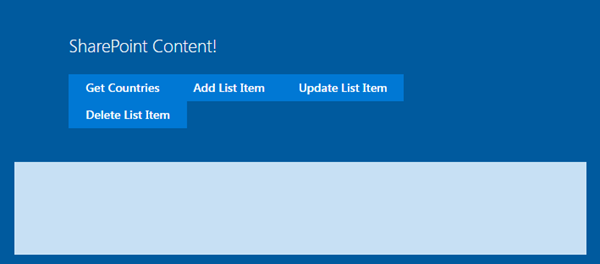 SharePoint Content!
Get Countries Add List Item Update List Item
Delete List Item